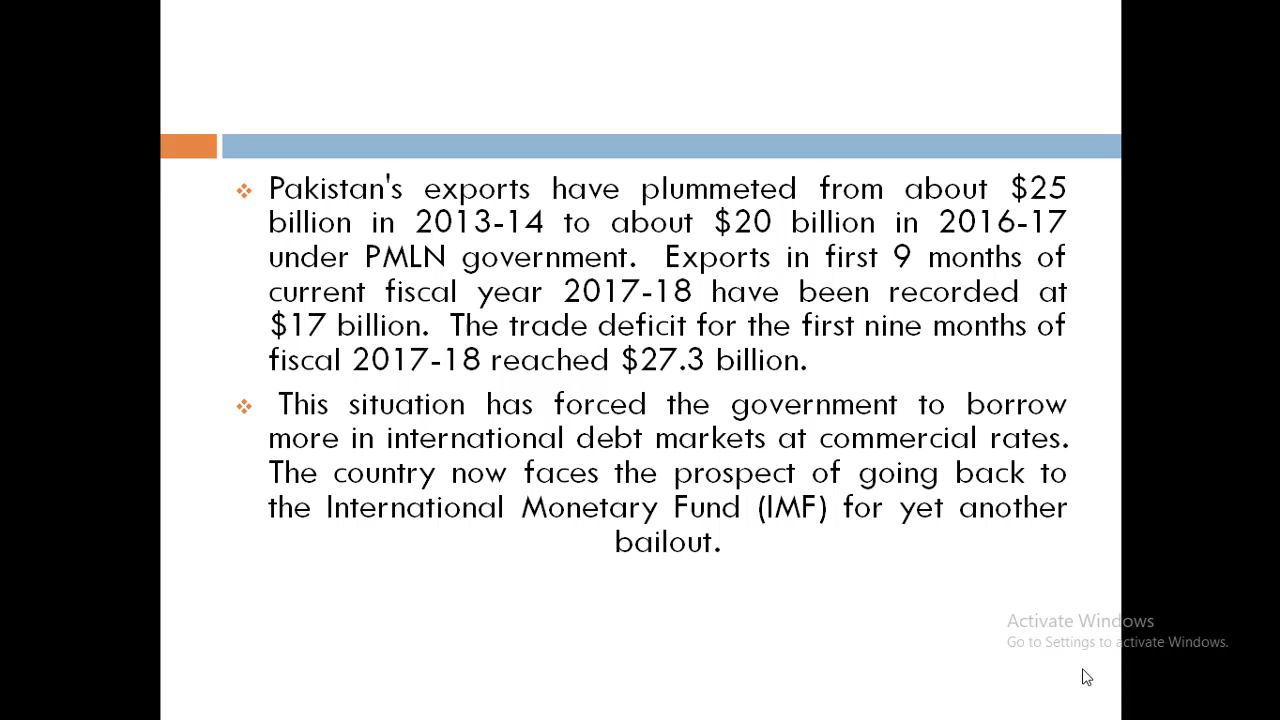 Pakistan's exports have plummeted from about $25
billion in 2013-14 to about $20 billion in 2016-17
under PMLN government. Exports in first 9 months of
current fiscal year 2017-18 have been recorded at
$17 billion. The trade deficit for the first nine months of
fiscal 2017-18 reached $27.3 billion.
This situation has forced the government to borrow
more in international debt markets at commercial rates.
The country now faces the prospect of going back to
the International Monetary Fund (IMF) for yet another
bailout.
Activate Windows
Go to Settings to activate Windows.